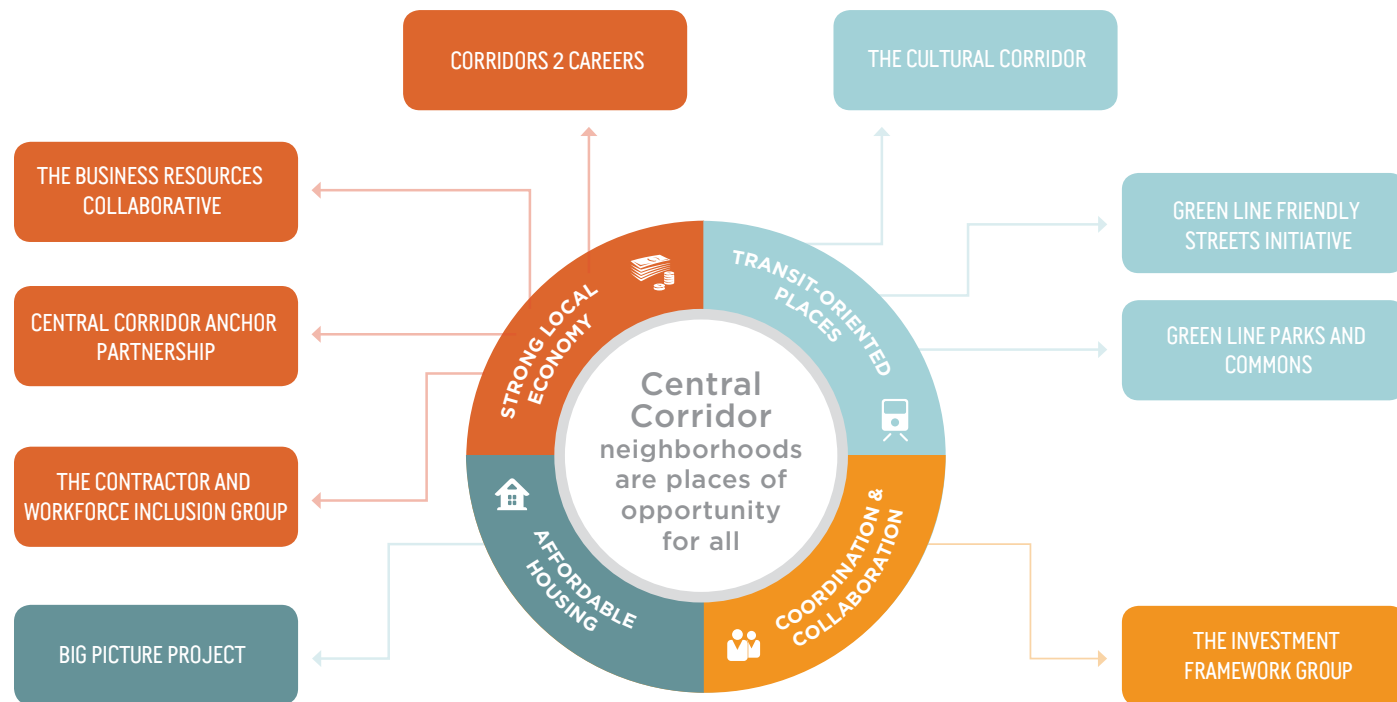 CORRIDORS 2 CAREERS
THE CULTURAL CORRIDOR
THE BUSINESS RESOURCES
COLLABORATIVE
GREEN LINE FRIENDLY
STREETS INITIATIVE
CENTRAL CORRIDOR ANCHOR
PARTNERSHIP
GREEN LINE PARKS AND
COMMONS
STRONG LOCAL
ECONOMY
TRANSIT-ORIENTED
PLACES
Central
Corridor
neighborhoods
are places of
opportunity
for all
THE CONTRACTOR AND
WORKFORCE INCLUSION GROUP
AFFORDABLE
HOUSING
COORDINATION &
COLLABORATION
BIG PICTURE PROJECT
THE INVESTMENT
FRAMEWORK GROUP